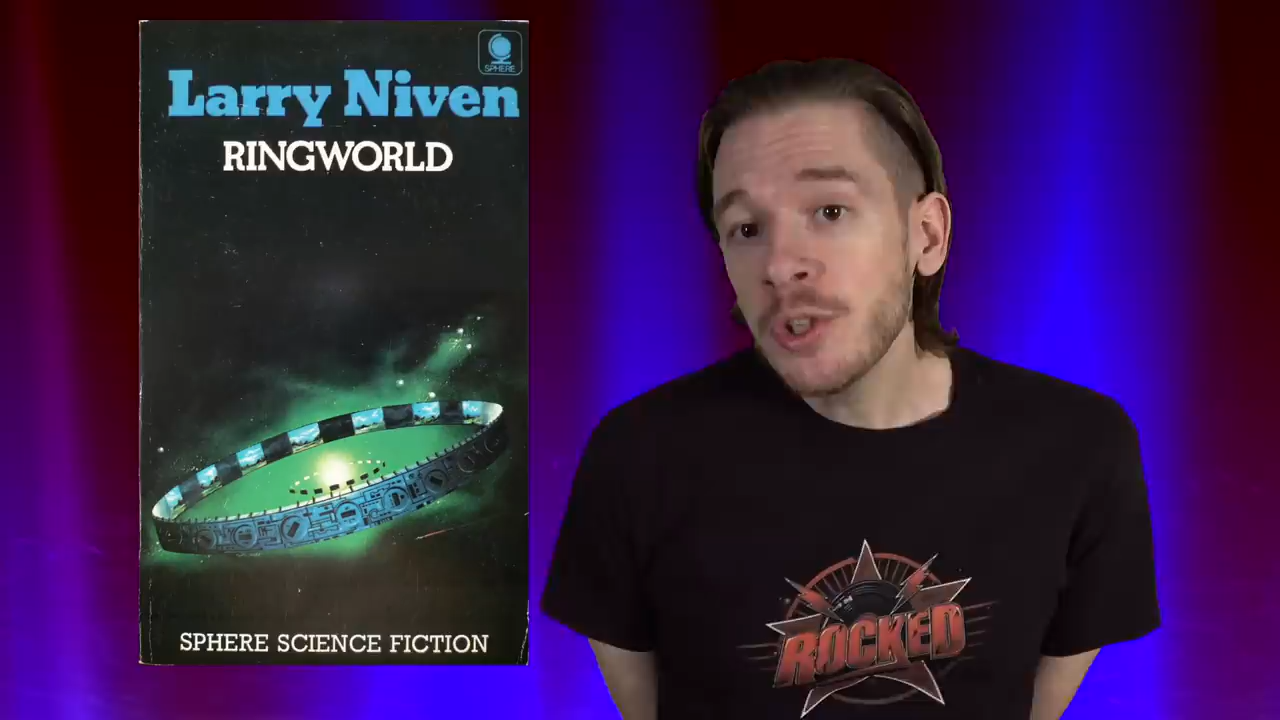 SPHERE
Larry Niven
RINGWORLD
SPHERE SCIENCE FICTION
ROCKED